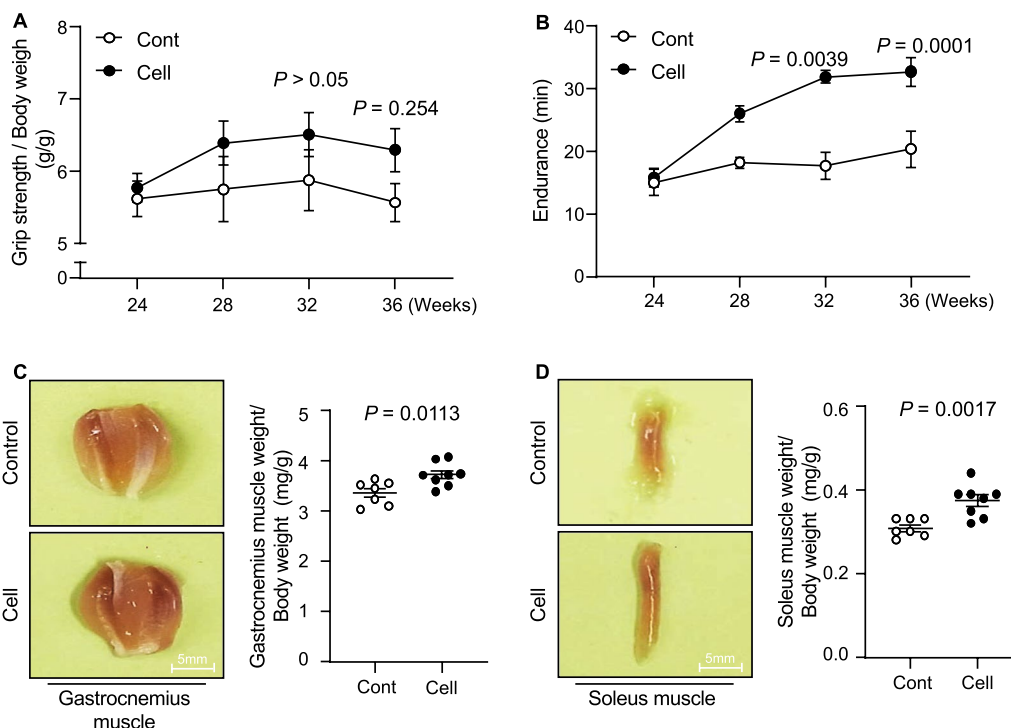 A
8
7
6
5
0
Grip strength / Body weigh
(g/g)
Cont
Cell
P > 0.05
P = 0.254
24 28 32 36 (Weeks)
B
40
30
20
10
0
Endurance (min)
Cont
Cell
P = 0.0039
P = 0.0001
24 28 32 36 (Weeks)
C
Control
Cell
5mm
Gastrocnemius
muscle
Gastrocnemius muscle weight/
Body weight (mg/g)
5
4
3
2
1
0
P = 0.0113
Cont Cell
D
Control
Cell
5mm
Soleus muscle
Soleus muscle weight/
Body weight (mg/g)
0.6
0.4
0.2
0.0
P = 0.0017
Cont Cell